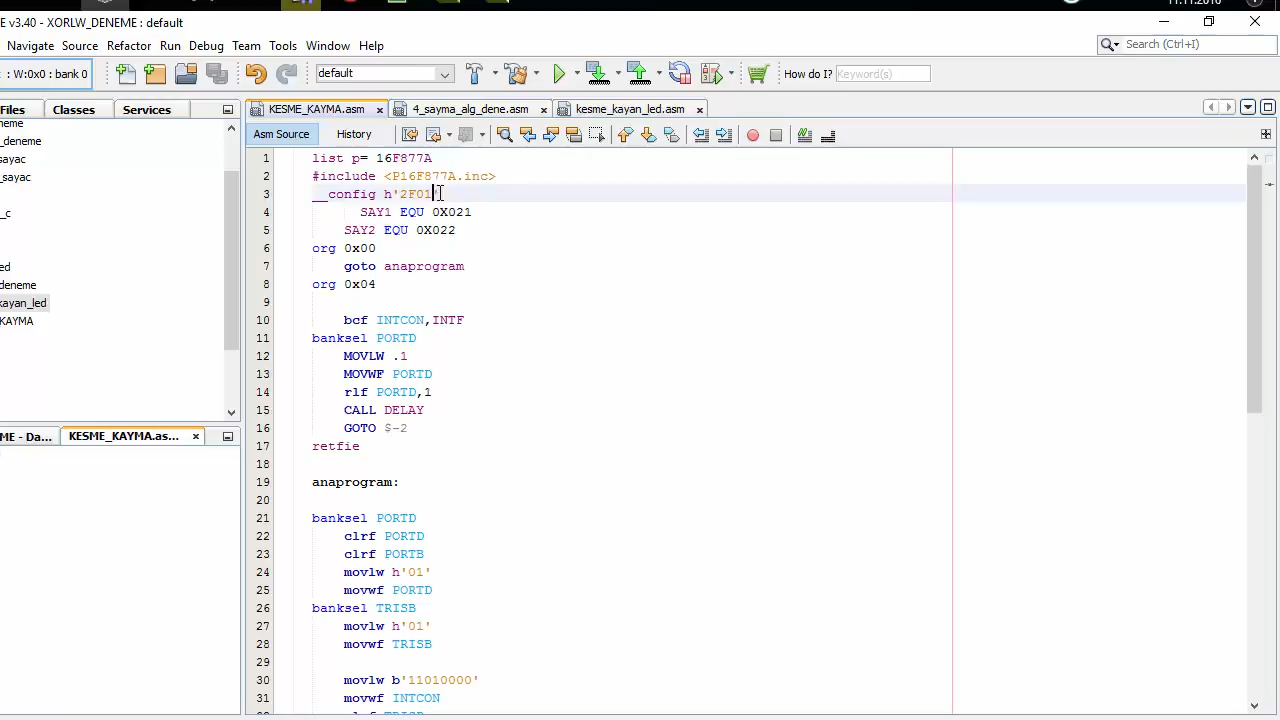 11.11.2016
E v3.40 - XORLW_DENEME : default
Navigate Source Refactor Run Debug Team Tools Window Help
Search (Ctrl+I)
: W:0x0 : bank 0
default
How do I?
Keyword(s)
Files
Classes
Services
KESME_KAYMA.asm
4_sayma_alg_dene.asm
kesme_kayan_led.asm
Asm Source
History
neme
_deneme
sayac
_sayac
_c
ed
deneme
kayan_led
KAYMA
ME - Da...
KESME_KAYMA.as...
1 list p= 16F877A
2 #include <P16F877A.inc>
3 __config h'2F01'
4 SAY1 EQU 0X021
5 SAY2 EQU 0X022
6 org 0x00
7 goto anaprogram
8 org 0x04
9
10 bcf INTCON,INTF
11 banksel PORTD
12 MOVLW .1
13 MOVWF PORTD
14 rlf PORTD,1
15 CALL DELAY
16 GOTO $-2
17 retfie
18
19 anaprogram:
20
21 banksel PORTD
22 clrf PORTD
23 clrf PORTB
24 movlw h'01'
25 movwf PORTD
26 banksel TRISB
27 movlw h'01'
28 movwf TRISB
29
30 movlw b'11010000'
31 movwf INTCON